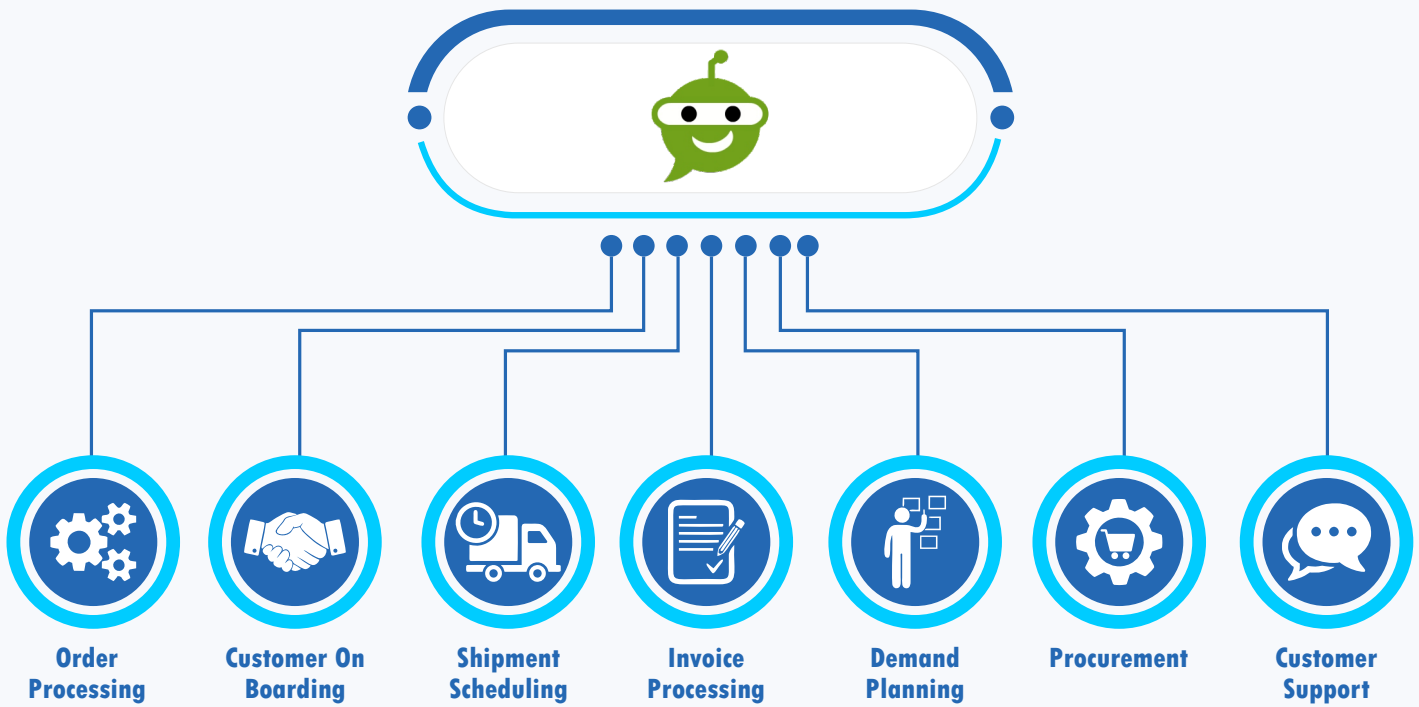 Order
Processing
Customer On
Boarding
Shipment
Scheduling
Invoice
Processing
Demand
Planning
Procurement
Customer
Support